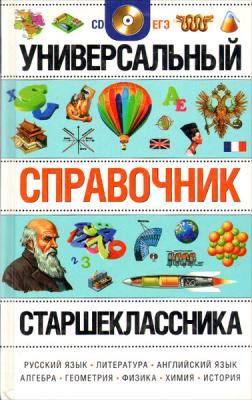 CD ЕГЭ
УНИВЕРСАЛЬНЫЙ
СПРАВОЧНИК
СТАРШЕКЛАССНИКА
РУССКИЙ ЯЗЫК • ЛИТЕРАТУРА • АНГЛИЙСКИЙ ЯЗЫК
АЛГЕБРА • ГЕОМЕТРИЯ • ФИЗИКА • ХИМИЯ • ИСТОРИЯ